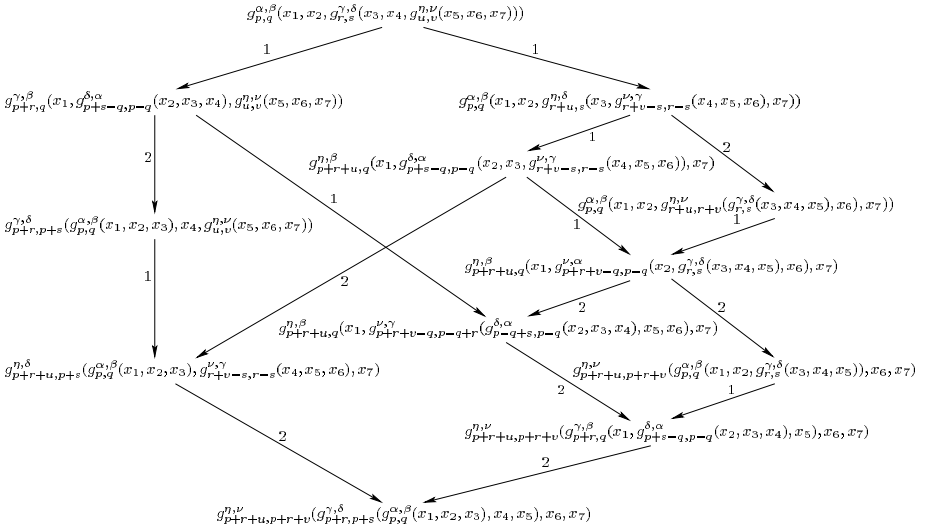 g^{α,β}_{p,q}(x_1, x_2, g^{γ,δ}_{r,s}(x_3, x_4, g^{η,ν}_{u,v}(x_5, x_6, x_7)))
1 1
g^{γ,β}_{p+r,q}(x_1, g^{δ,α}_{p+s−q,p−q}(x_2, x_3, x_4), g^{η,ν}_{u,v}(x_5, x_6, x_7)) g^{α,β}_{p,q}(x_1, x_2, g^{η,δ}_{r+u,s}(x_3, g^{ν,γ}_{r+v−s,r−s}(x_4, x_5, x_6), x_7))
1
2 2
g^{η,β}_{p+r+u,q}(x_1, g^{δ,α}_{p+s−q,p−q}(x_2, x_3, g^{ν,γ}_{r+v−s,r−s}(x_4, x_5, x_6)), x_7)
1
g^{α,β}_{p,q}(x_1, x_2, g^{η,ν}_{r+u,r+v}(g^{γ,δ}_{r,s}(x_3, x_4, x_5), x_6), x_7))
1 1
g^{γ,δ}_{p+r,p+s}(g^{α,β}_{p,q}(x_1, x_2, x_3), x_4, g^{η,ν}_{u,v}(x_5, x_6, x_7))
g^{η,β}_{p+r+u,q}(x_1, g^{ν,α}_{p+r+v−q,p−q}(x_2, g^{γ,δ}_{r,s}(x_3, x_4, x_5), x_6), x_7)
1 2
2 2
g^{η,β}_{p+r+u,q}(x_1, g^{ν,γ}_{p+r+v−q,p−q+r}(g^{δ,α}_{p−q+s,p−q}(x_2, x_3, x_4), x_5, x_6), x_7)
g^{η,δ}_{p+r+u,p+s}(g^{α,β}_{p,q}(x_1, x_2, x_3), g^{ν,γ}_{r+v−s,r−s}(x_4, x_5, x_6), x_7) g^{η,ν}_{p+r+u,p+r+v}(g^{α,β}_{p,q}(x_1, x_2, g^{γ,δ}_{r,s}(x_3, x_4, x_5)), x_6, x_7)
2 1
g^{η,ν}_{p+r+u,p+r+v}(g^{γ,β}_{p+r,q}(x_1, g^{δ,α}_{p+s−q,p−q}(x_2, x_3, x_4), x_5), x_6, x_7)
2 2
g^{η,ν}_{p+r+u,p+r+v}(g^{γ,δ}_{p+r,p+s}(g^{α,β}_{p,q}(x_1, x_2, x_3), x_4, x_5), x_6, x_7)